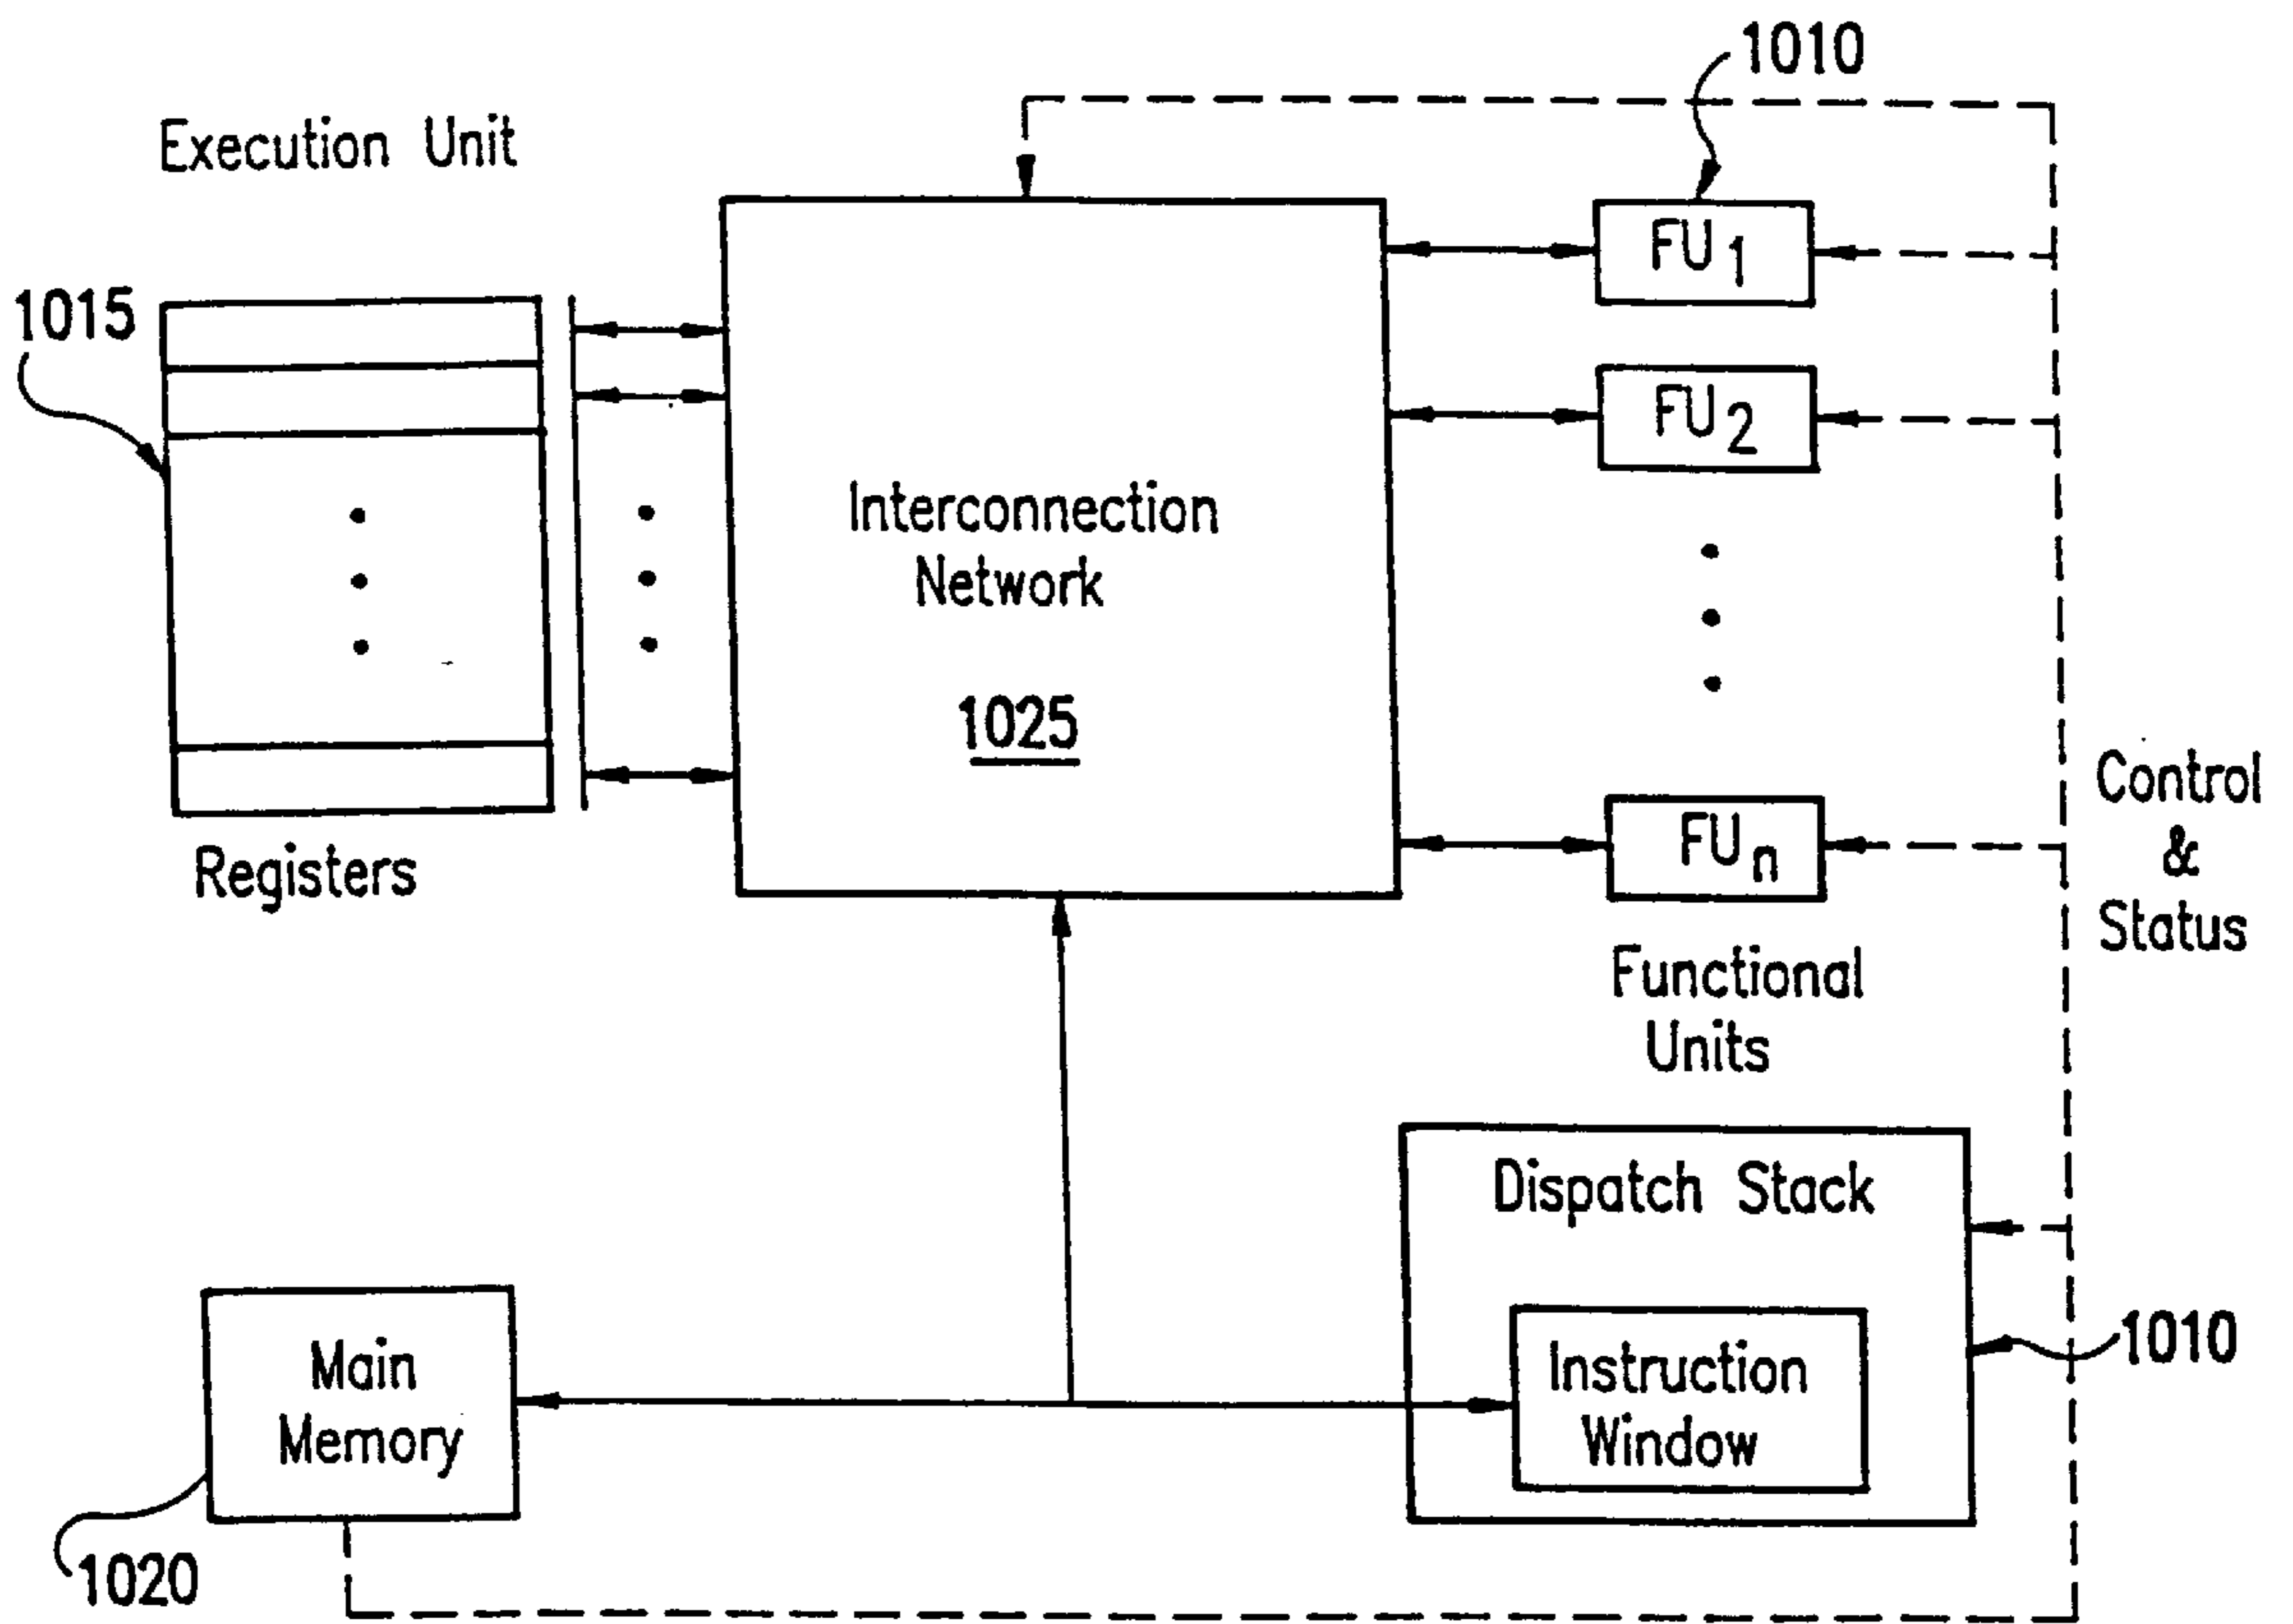 1010
Execution Unit
FU1
1015
FU2
Interconnection
Network
1025
Control
&
Status
FUn
Registers
Functional
Units
Dispatch Stack
Main
Memory
Instruction
Window
1010
1020